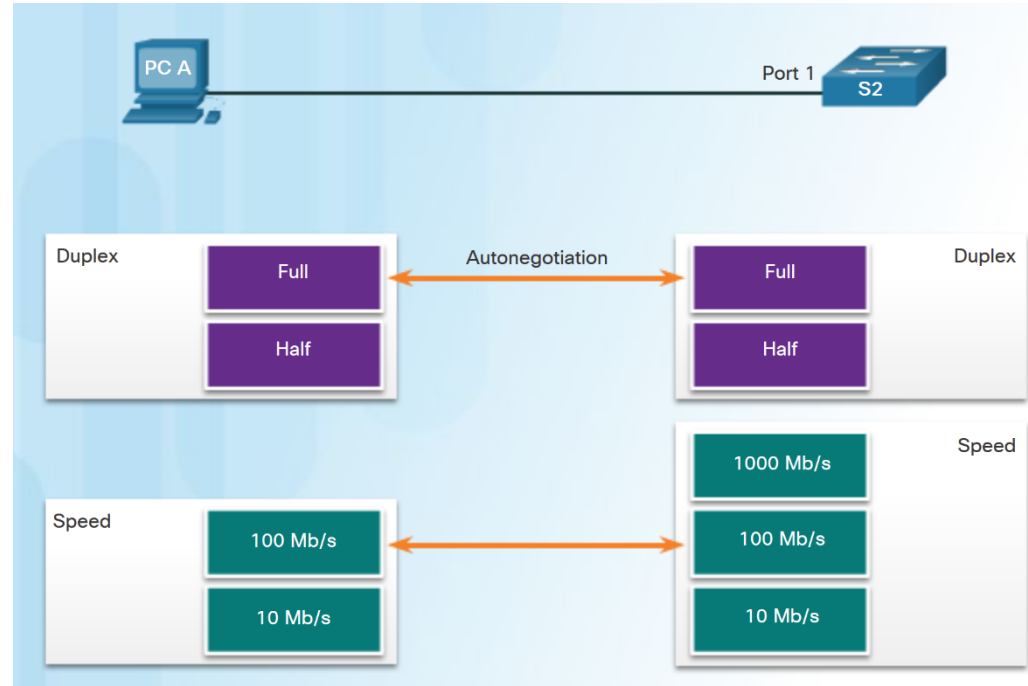 PC A
Port 1
S2
Duplex
Full
Autonegotiation
Full
Duplex
Half
Half
1000 Mb/s
Speed
Speed
100 Mb/s
100 Mb/s
10 Mb/s
10 Mb/s